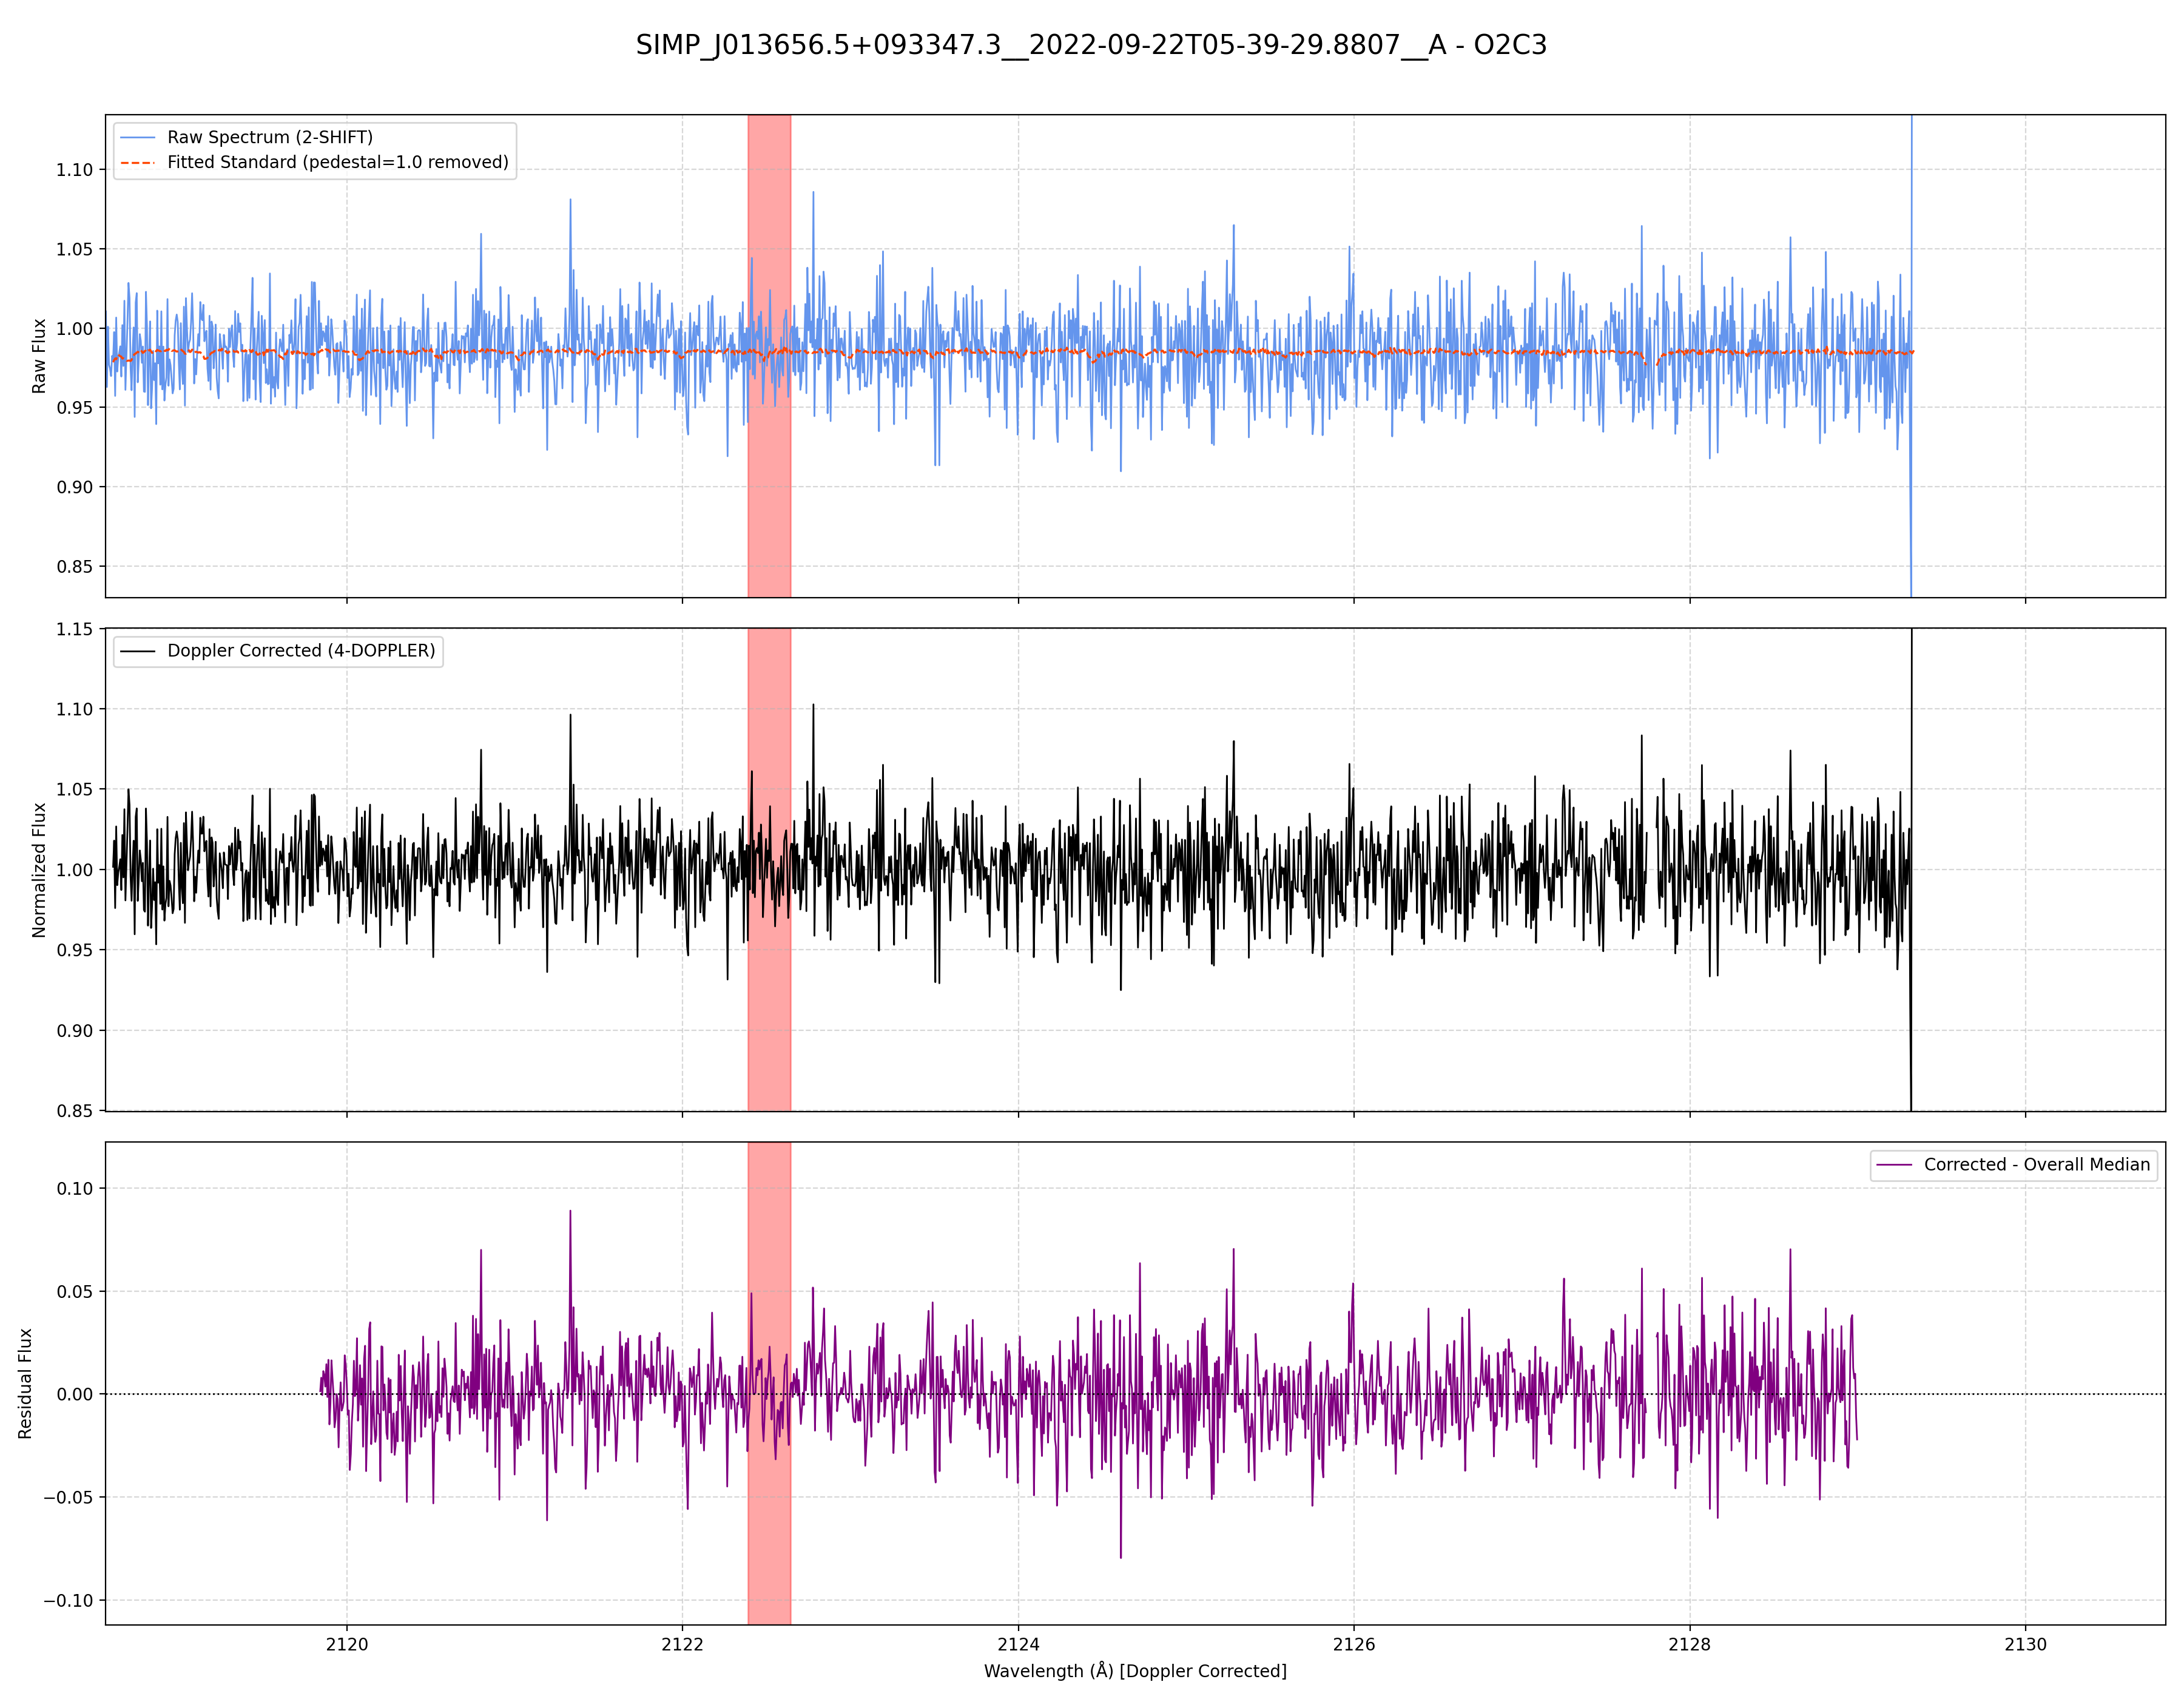 SIMP_J013656.5+093347.3__2022-09-22T05-39-29.8807__A - O2C3
Raw Spectrum (2-SHIFT)
Fitted Standard (pedestal=1.0 removed)
Raw Flux
1.10
1.05
1.00
0.95
0.90
0.85
Doppler Corrected (4-DOPPLER)
Normalized Flux
1.15
1.10
1.05
1.00
0.95
0.90
0.85
Corrected - Overall Median
Residual Flux
0.10
0.05
0.00
−0.05
−0.10
2120 2122 2124 2126 2128 2130
Wavelength (Å) [Doppler Corrected]